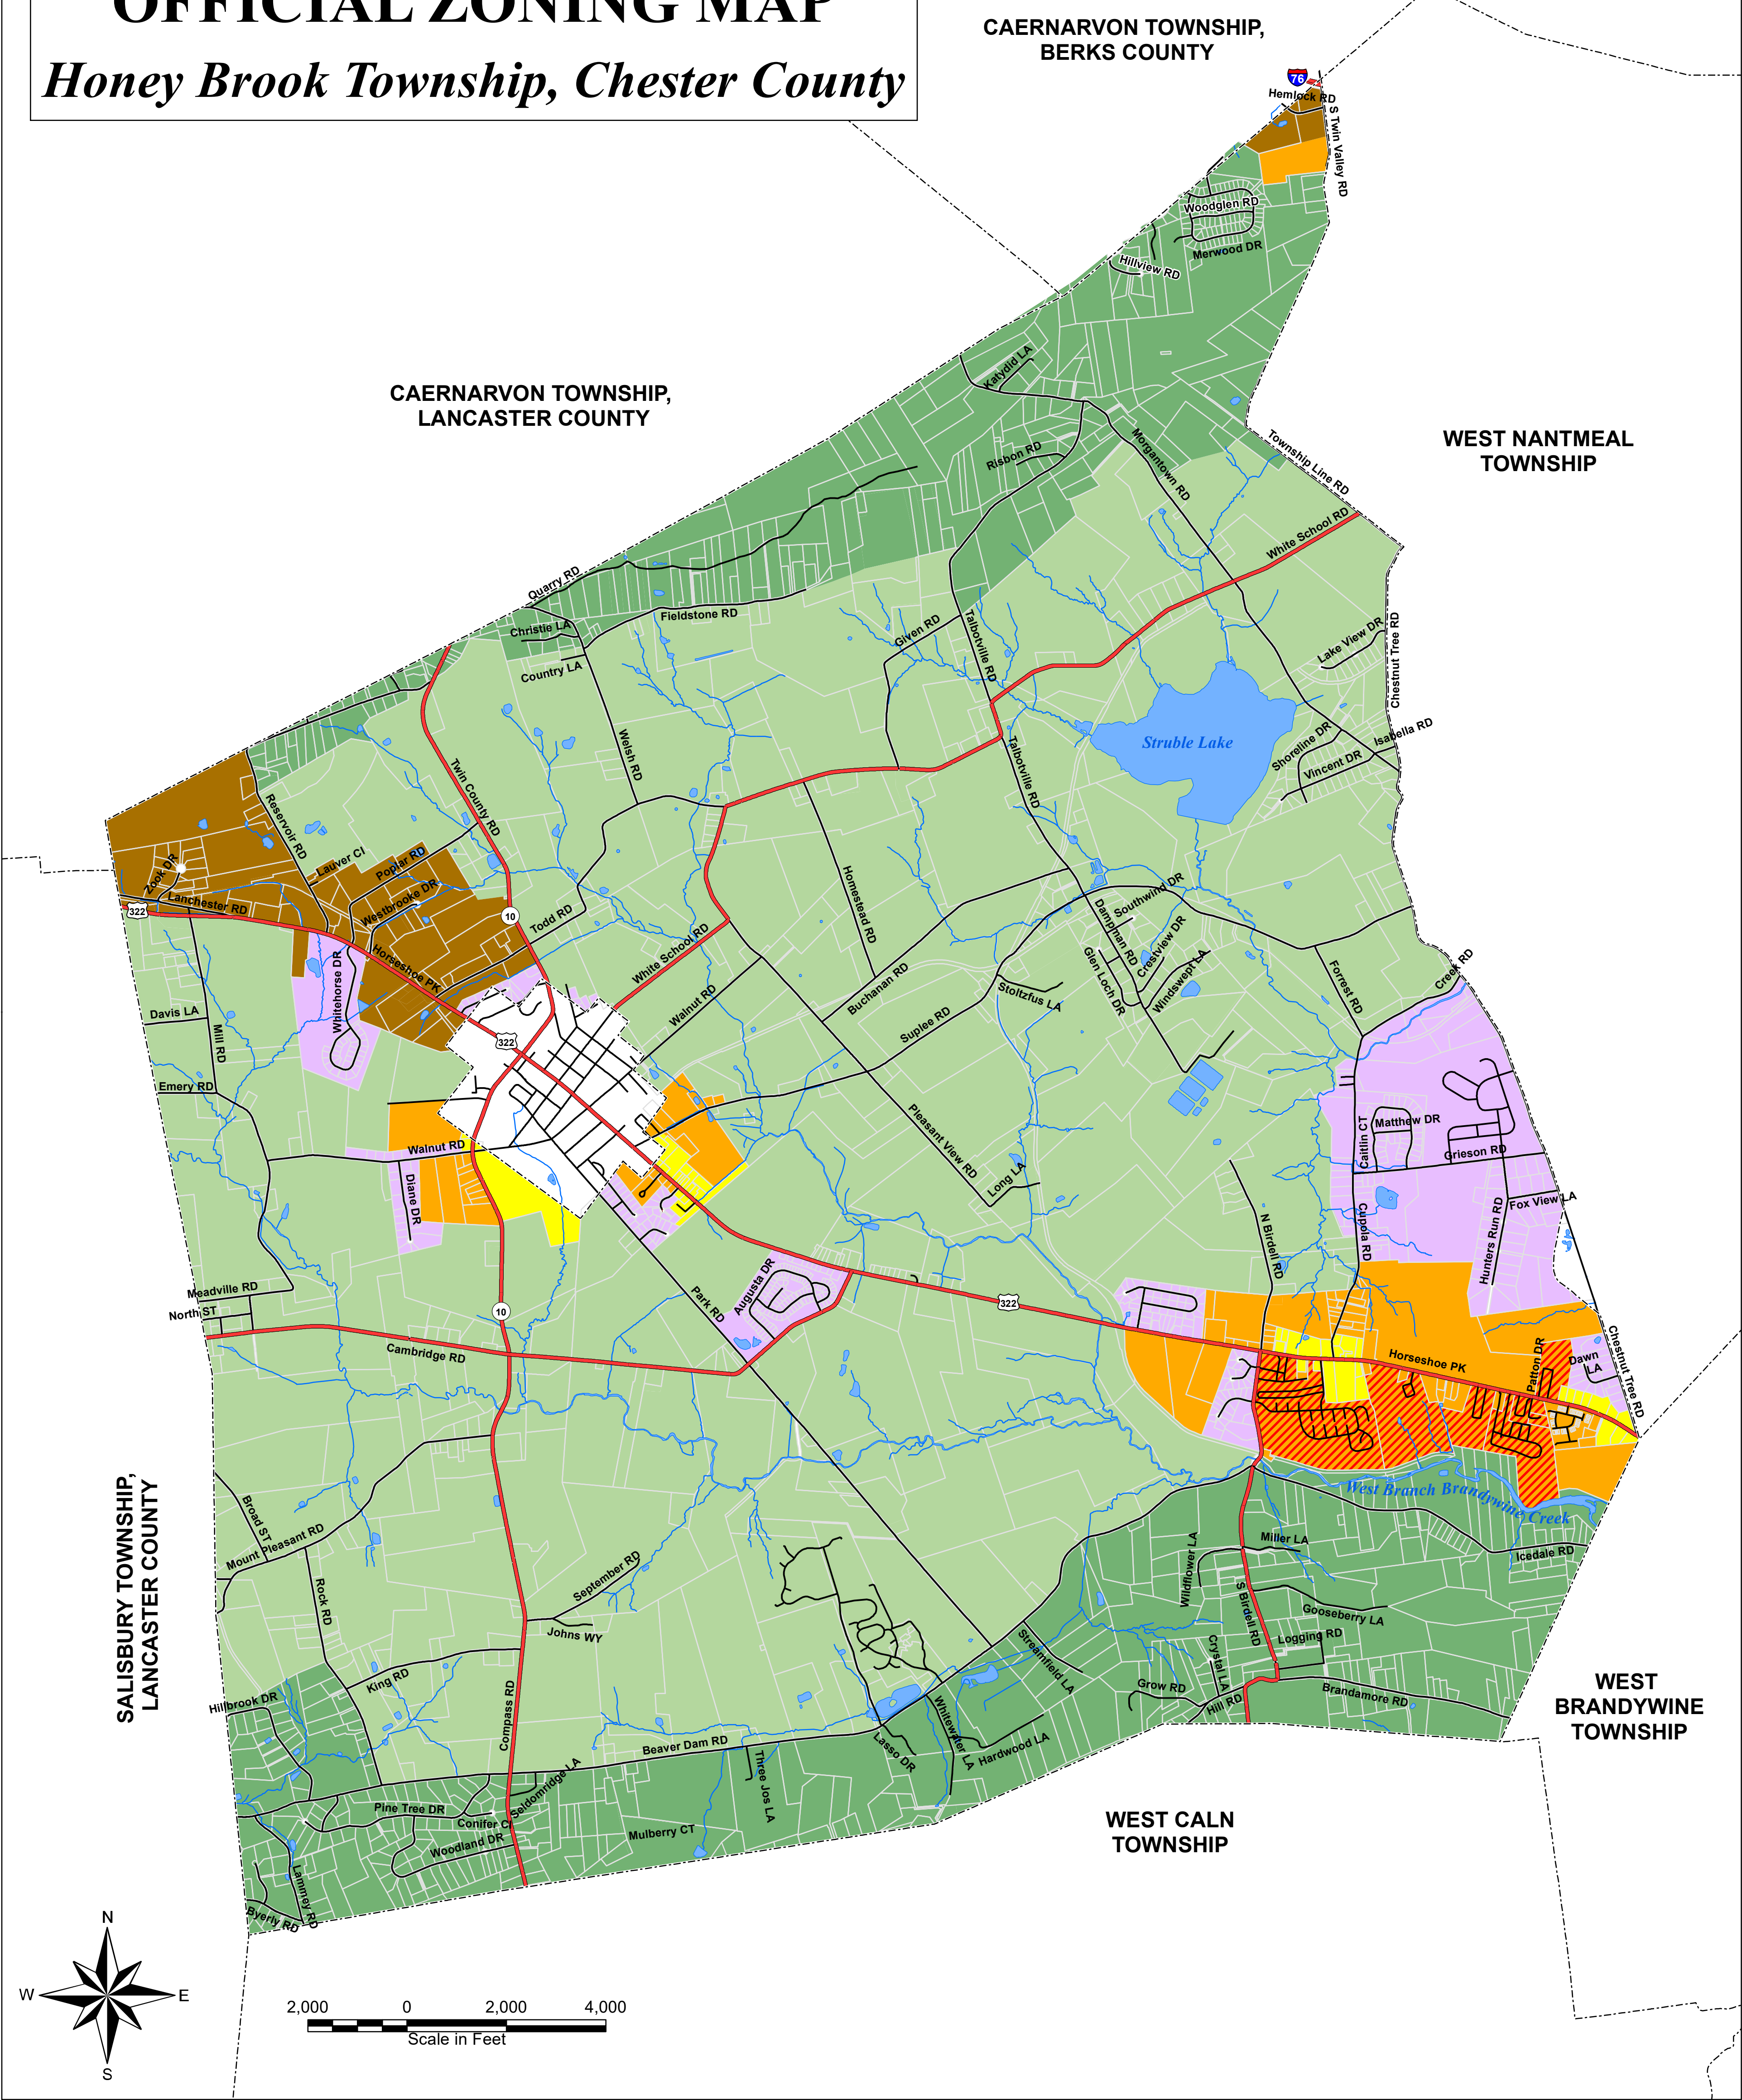 OFFICIAL ZONING MAP
Honey Brook Township, Chester County
CAERNARVON TOWNSHIP,
BERKS COUNTY
76
Hemlock RD
S Twin Valley RD
Woodglen RD
Merwood DR
Hillview RD
CAERNARVON TOWNSHIP,
LANCASTER COUNTY
Katydid LA
Morgantown RD
Risbon RD
Township Line RD
WEST NANTMEAL
TOWNSHIP
White School RD
Quarry RD
Fieldstone RD
Christie LA
Country LA
Given RD
Talbotville RD
Lake View DR
Chestnut Tree RD
Welsh RD
Twin County RD
Talbotville RD
Struble Lake
Shoreline DR
Isabella RD
Vincent DR
Reservoir RD
Lauver CI
Poplar RD
Zook DR
Westbrooke DR
Lanchester RD
322
10
Todd RD
Homestead RD
Southwind DR
Dampman RD
Crestview DR
Glen Loch DR
Windswept LA
Horseshoe PK
Whitehorse DR
White School RD
Walnut RD
Buchanan RD
Stoltzfus LA
Suplee RD
Forrest RD
Creek RD
Davis LA
Mill RD
322
Emery RD
Pleasant View RD
Long LA
Caitlin CT
Matthew DR
Grieson RD
Walnut RD
Diane DR
N Birdell RD
Cupola RD
Hunters Run RD
Fox View LA
Meadville RD
North ST
10
Park RD
Augusta DR
322
Cambridge RD
Horseshoe PK
Patton DR
Dawn
LA
Chestnut Tree RD
SALISBURY TOWNSHIP,
LANCASTER COUNTY
Broad ST
Mount Pleasant RD
Rock RD
West Branch Brandywine Creek
Icedale RD
Miller LA
Wildflower LA
September RD
Johns WY
S Birdell RD
Gooseberry LA
Logging RD
Crystal LA
Streamfield LA
King RD
Hillbrook DR
Compass RD
Grow RD
Hill RD
Brandamore RD
WEST
BRANDYWINE
TOWNSHIP
Whitewater LA
Lasso DR
Hardwood LA
Beaver Dam RD
Three Jos LA
Seldomridge LA
Pine Tree DR
Conifer CI
Woodland DR
Mulberry CT
WEST CALN
TOWNSHIP
Lammey RD
Byerly RD
N
W
E
S
2,000 0 2,000 4,000
Scale in Feet